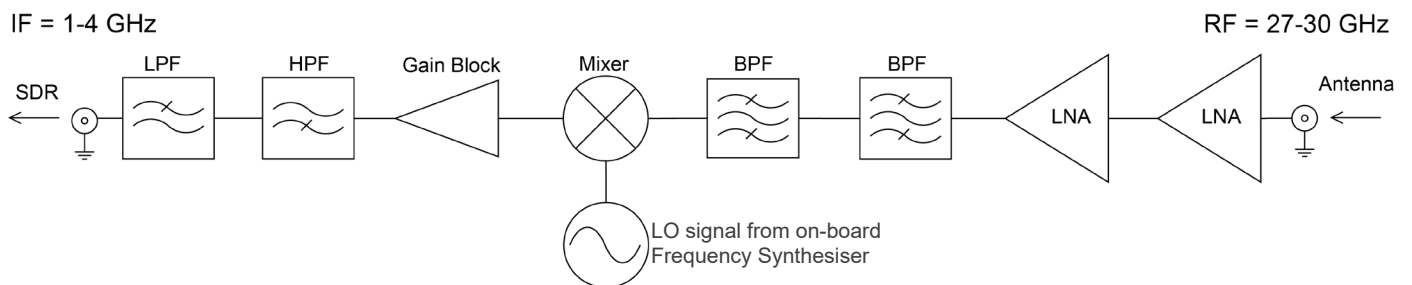 IF = 1-4 GHz
RF = 27-30 GHz
LPF
HPF
Gain Block
Mixer
BPF
BPF
SDR
Antenna
LNA
LNA
LO signal from on-board
Frequency Synthesiser